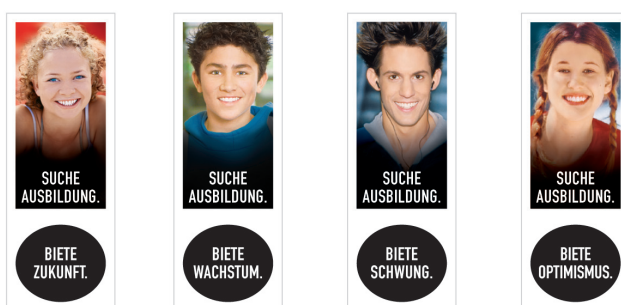 SUCHE
AUSBILDUNG.
BIETE
ZUKUNFT.
SUCHE
AUSBILDUNG.
BIETE
WACHSTUM.
SUCHE
AUSBILDUNG.
BIETE
SCHWUNG.
SUCHE
AUSBILDUNG.
BIETE
OPTIMISMUS.